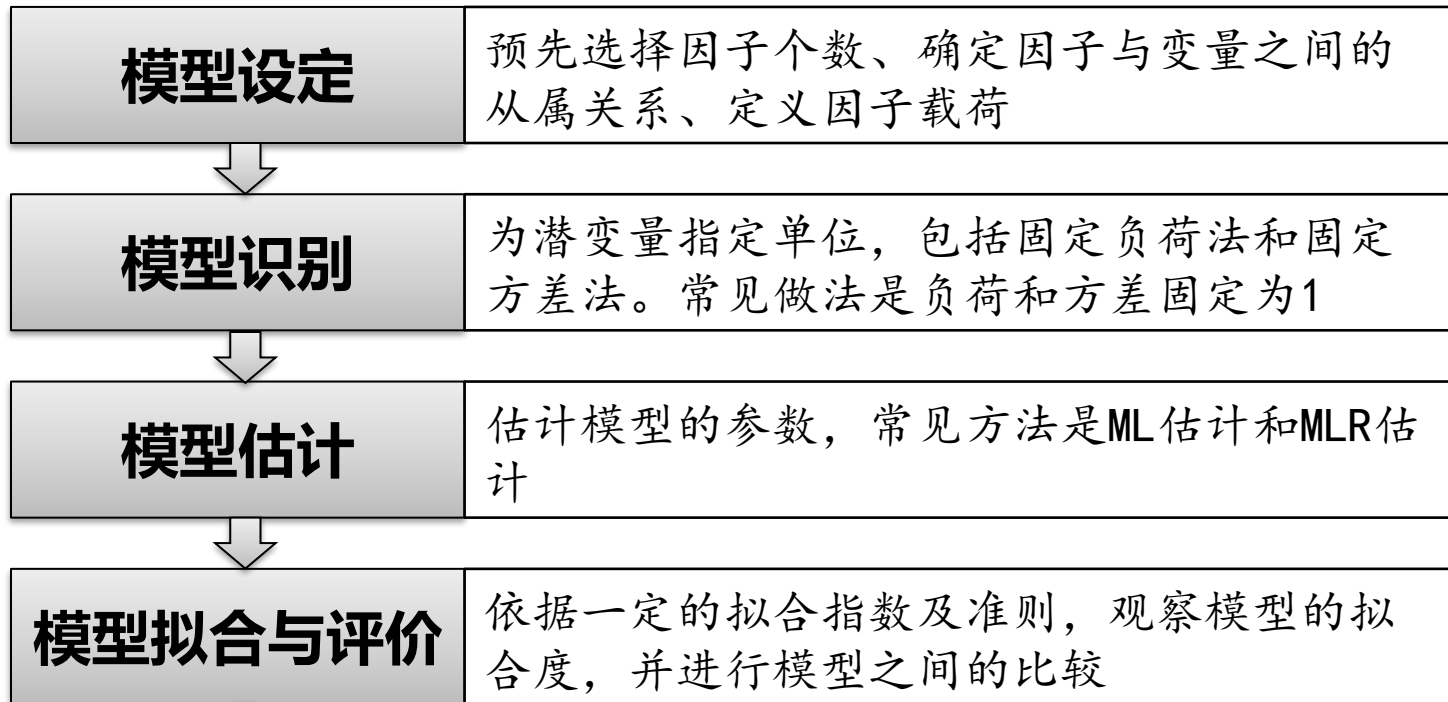 模型设定
预先选择因子个数、确定因子与变量之间的
从属关系、定义因子载荷
模型识别
为潜变量指定单位，包括固定负荷法和固定
方差法。常见做法是负荷和方差固定为1
模型估计
估计模型的参数，常见方法是ML估计和MLR估
计
模型拟合与评价
依据一定的拟合指数及准则，观察模型的拟
合度，并进行模型之间的比较